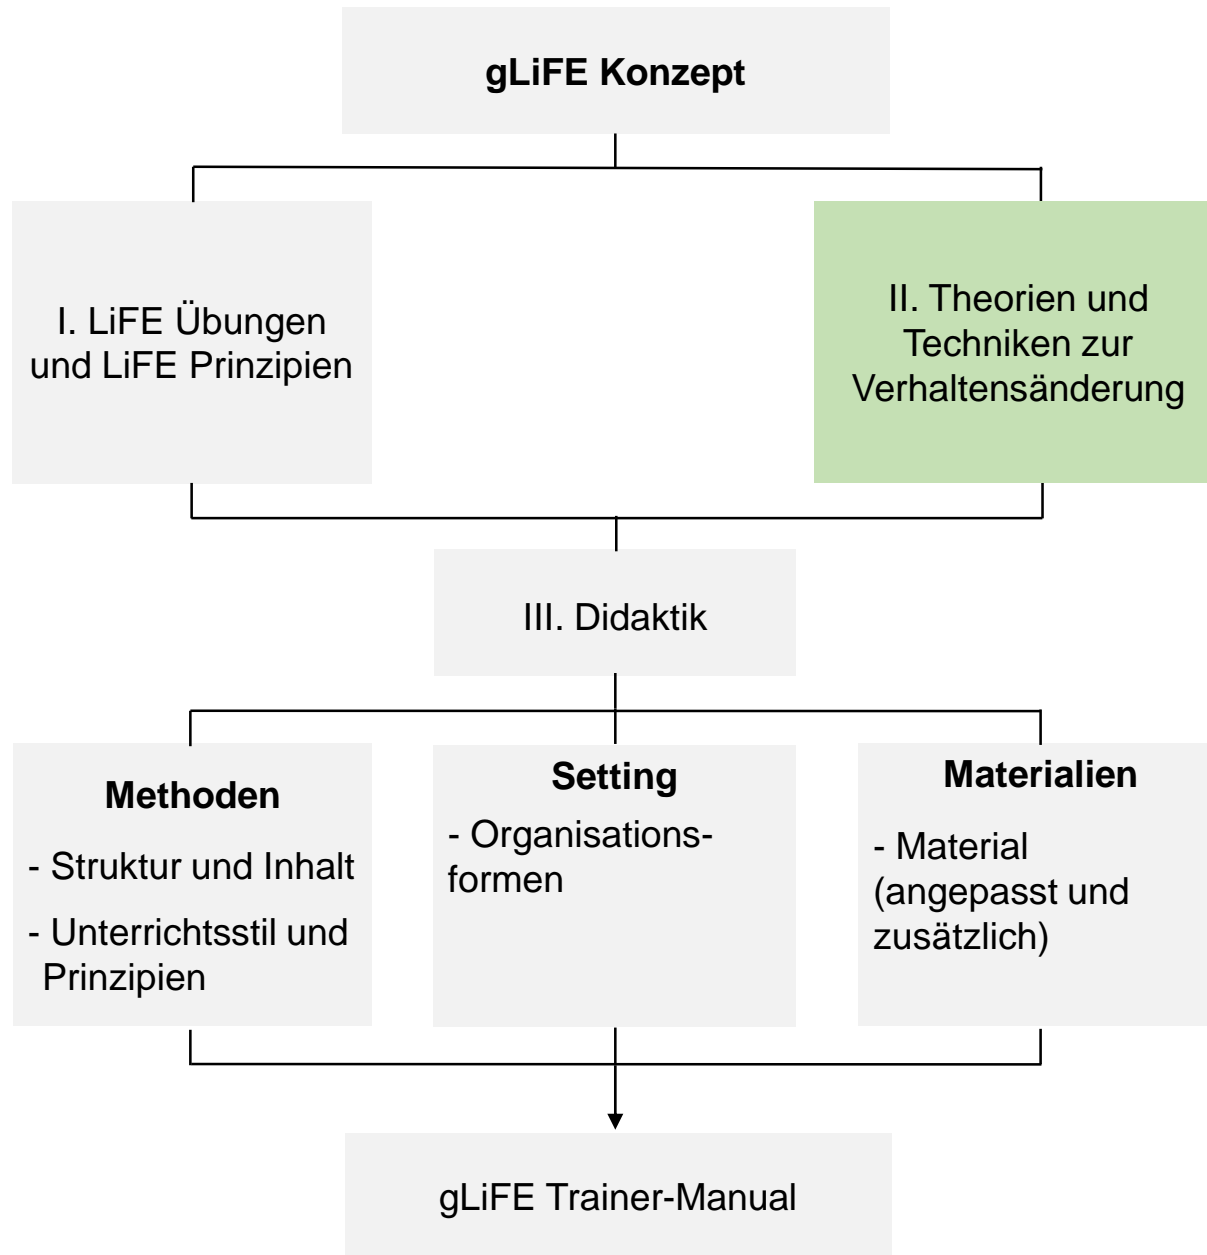 gLiFE Konzept
I. LiFE Übungen
und LiFE Prinzipien
II. Theorien und
Techniken zur
Verhaltensänderung
III. Didaktik
Methoden
- Struktur und Inhalt
- Unterrichtsstil und
Prinzipien
Setting
- Organisations-
formen
Materialien
- Material
(angepasst und
zusätzlich)
gLiFE Trainer-Manual